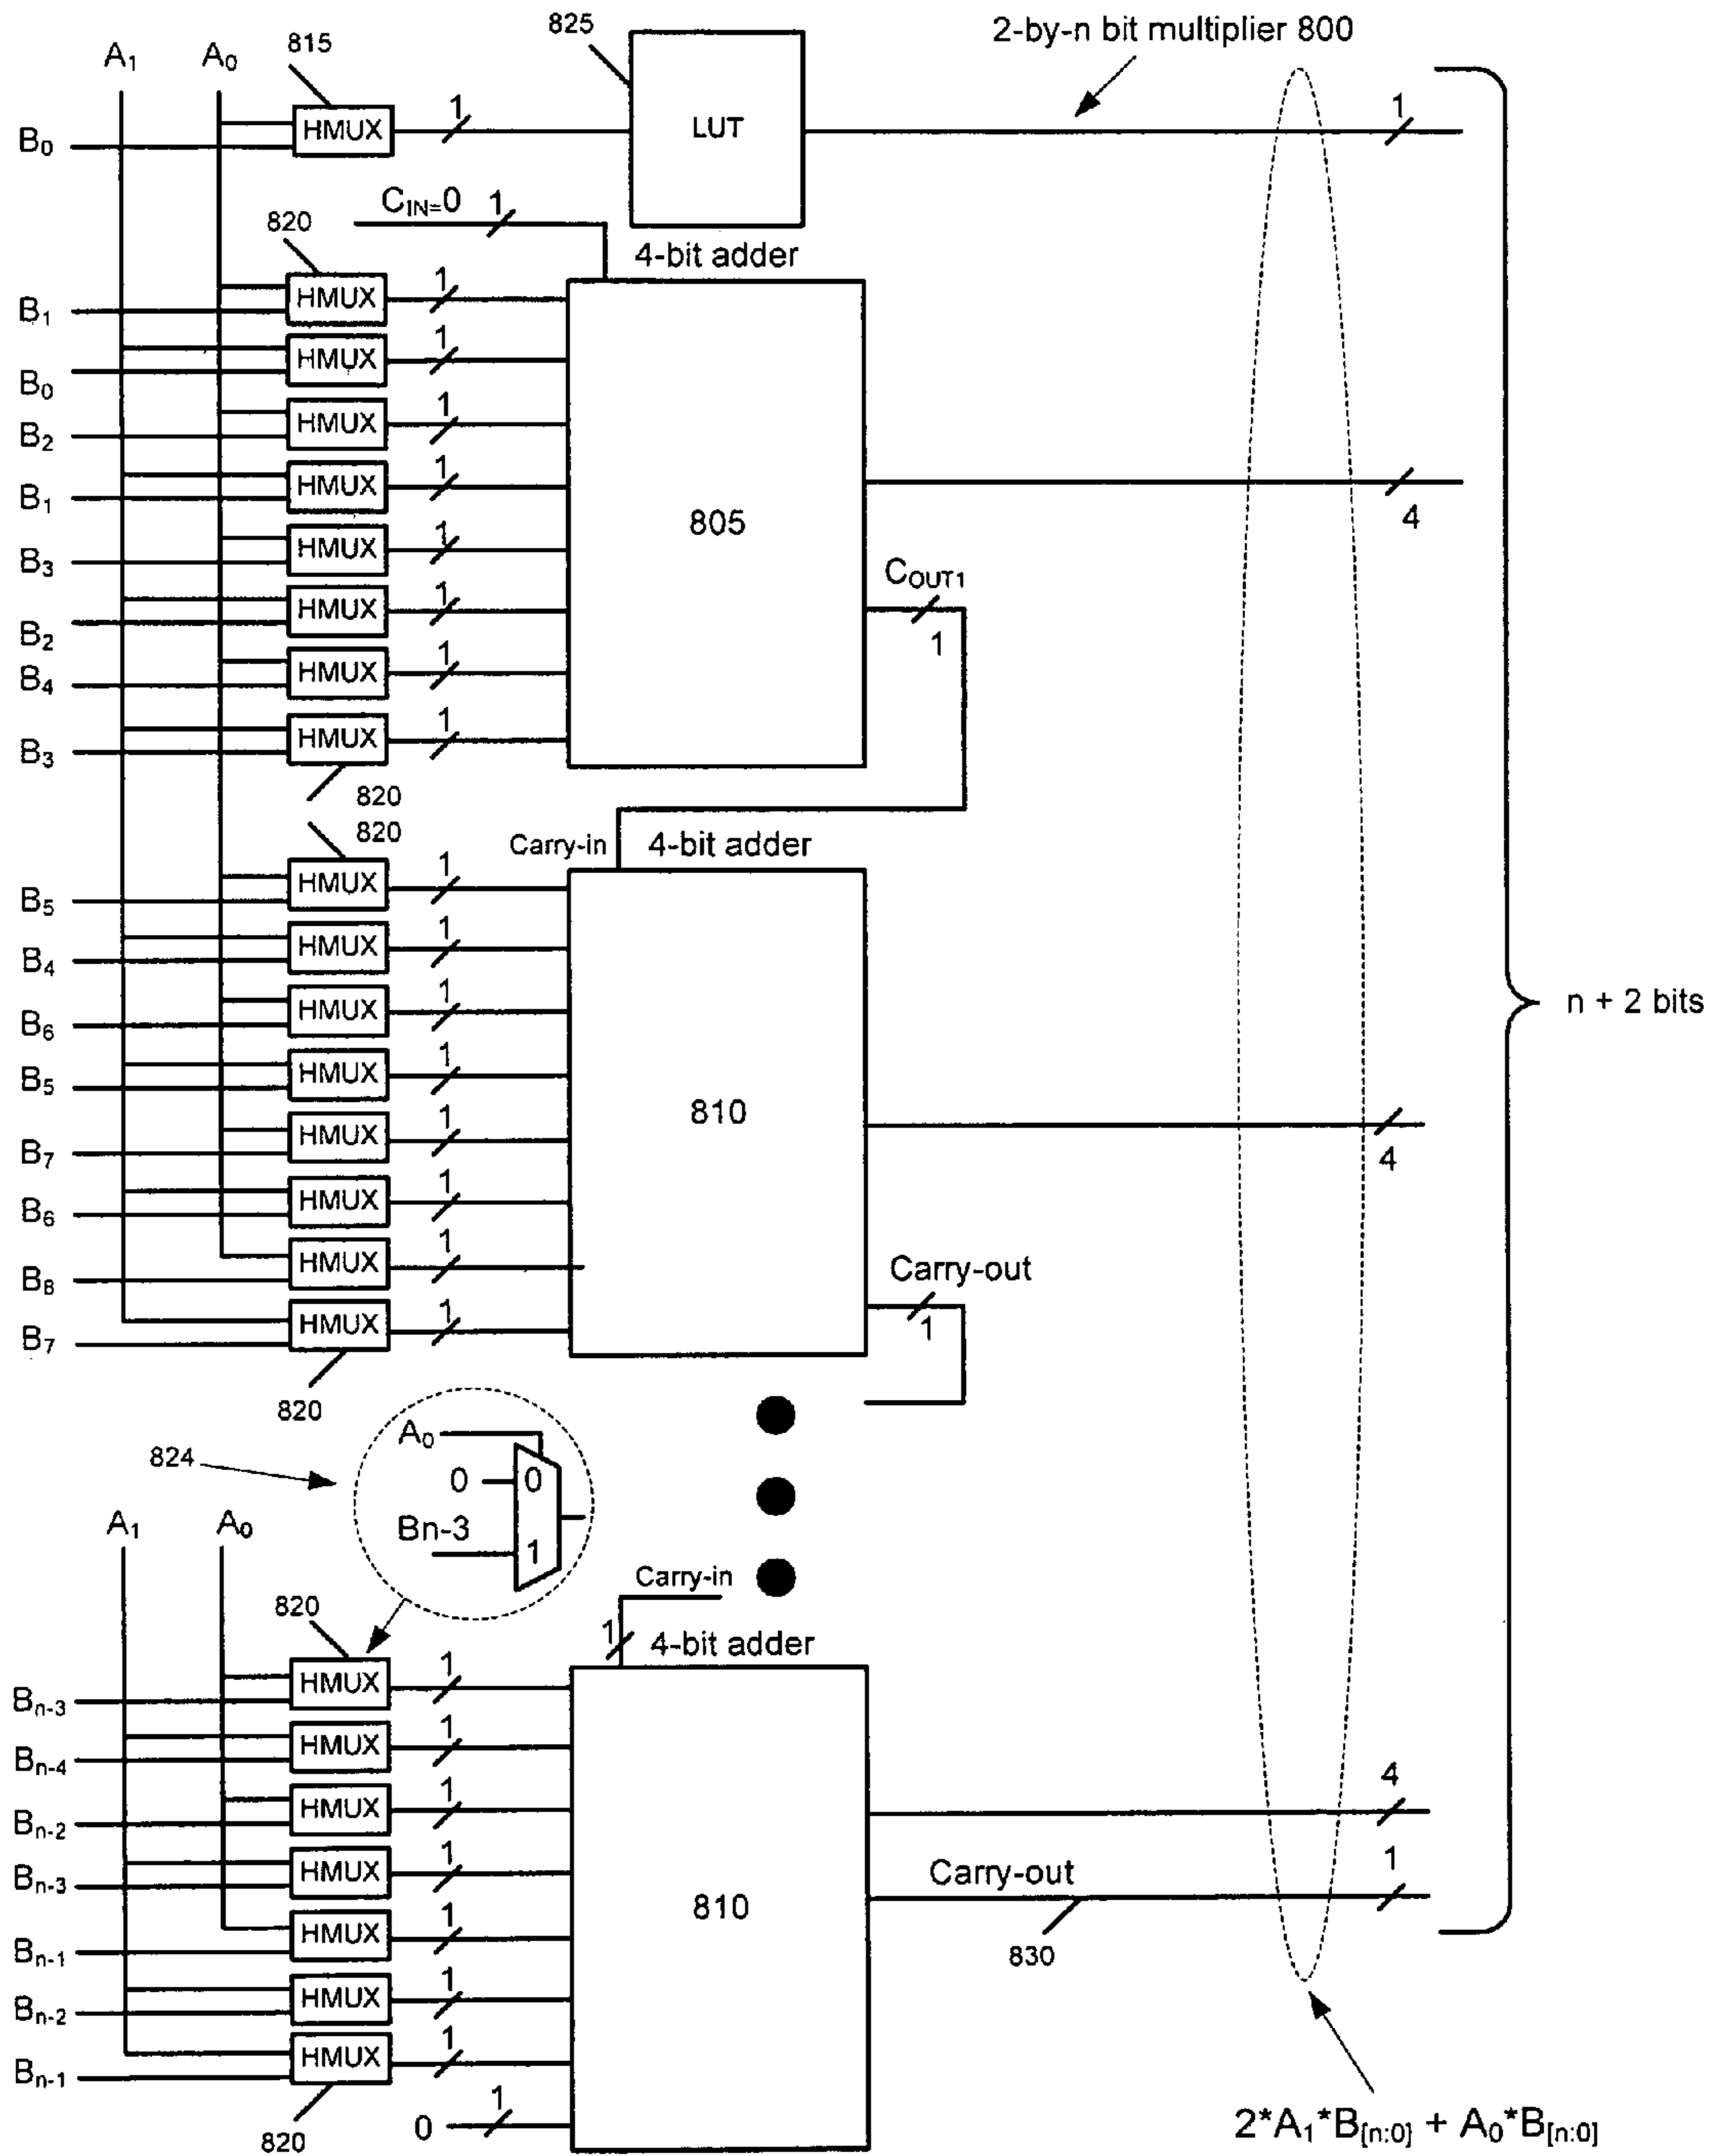 2-by-n bit multiplier 800
825
815
A₁ A₀
1
HMUX
LUT
1
B₀
C_IN=0 1
820
4-bit adder
B₁ HMUX 1
B₀ HMUX 1
B₂ HMUX 1
B₁ HMUX 1
805
4
B₃ HMUX 1
C_OUT1
1
B₂ HMUX 1
B₄ HMUX 1
B₃ HMUX 1
820
820
Carry-in 4-bit adder
B₅ HMUX 1
B₄ HMUX 1
B₆ HMUX 1
n + 2 bits
B₅ HMUX 1
810
4
B₇ HMUX 1
B₆ HMUX 1
B₈ HMUX 1
Carry-out
1
B₇ HMUX 1
820
824
A₀
0 0
Bn-3
1
A₁ A₀
Carry-in
820
1
4-bit adder
Bₙ₋₃ HMUX 1
Bₙ₋₄ HMUX 1
4
Bₙ₋₂ HMUX 1
Bₙ₋₃ HMUX 1
Carry-out 1
810
830
Bₙ₋₁ HMUX 1
Bₙ₋₂ HMUX 1
Bₙ₋₁ HMUX 1
820
0 1
2*A₁*B[n:0] + A₀*B[n:0]